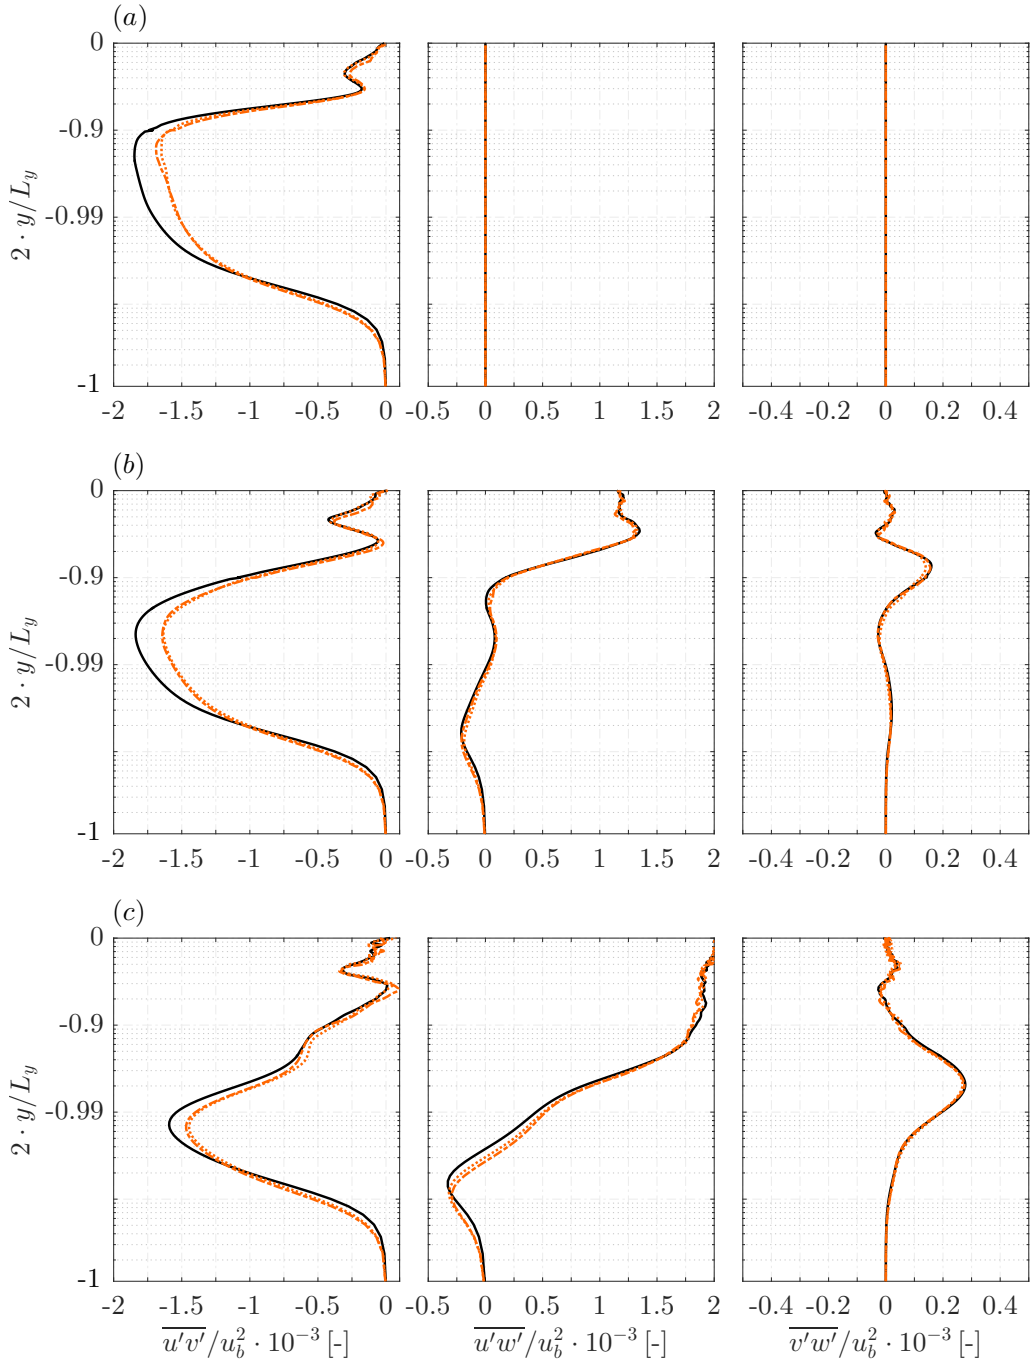 (a)
0
-0.9
-0.99
-1
2 · y/L_y
-2 -1.5 -1 -0.5 0
-0.5 0 0.5 1 1.5 2
-0.4 -0.2 0 0.2 0.4
(b)
0
-0.9
-0.99
-1
2 · y/L_y
-2 -1.5 -1 -0.5 0
-0.5 0 0.5 1 1.5 2
-0.4 -0.2 0 0.2 0.4
(c)
0
-0.9
-0.99
-1
2 · y/L_y
-2 -1.5 -1 -0.5 0
-0.5 0 0.5 1 1.5 2
-0.4 -0.2 0 0.2 0.4
\overline{u'v'}/u_b^2 · 10^{-3} [-]
\overline{u'w'}/u_b^2 · 10^{-3} [-]
\overline{v'w'}/u_b^2 · 10^{-3} [-]